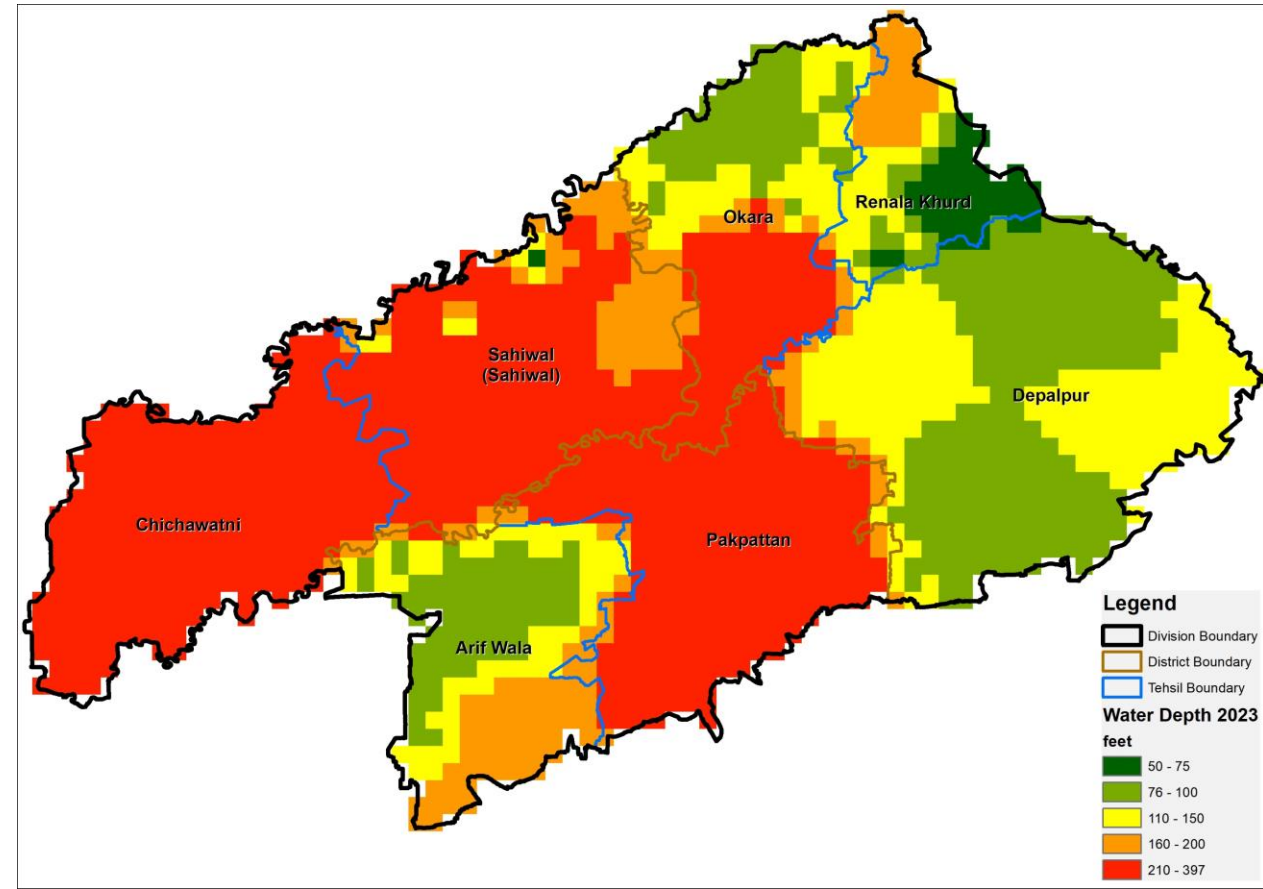 Okara
Renala Khurd
Sahiwal
(Sahiwal)
Depalpur
Chichawatni
Pakpattan
Arif Wala
Legend
Division Boundary
District Boundary
Tehsil Boundary
Water Depth 2023
feet
50 - 75
76 - 100
110 - 150
160 - 200
210 - 397